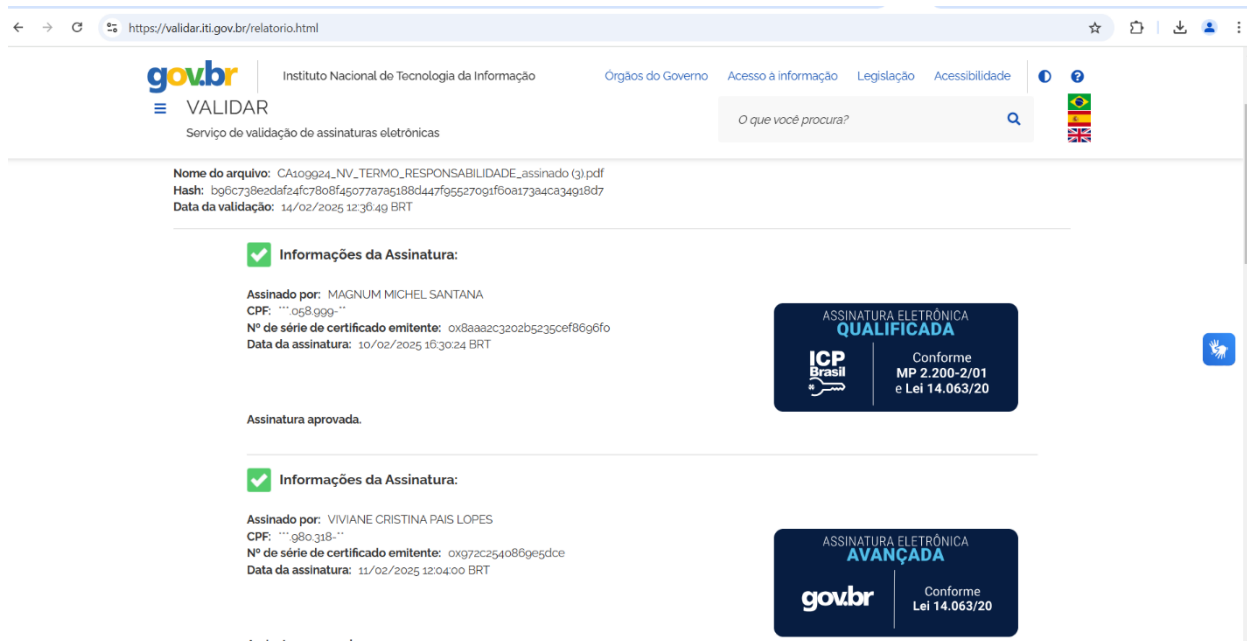 https://validar.iti.gov.br/relatorio.html
gov.br
Instituto Nacional de Tecnologia da Informação
Órgãos do Governo Acesso à informação Legislação Acessibilidade
VALIDAR
Serviço de validação de assinaturas eletrônicas
O que você procura?
Nome do arquivo: CA109924_NV_TERMO_RESPONSABILIDADE_assinado (3).pdf
Hash: b96c738e2daf24fc7808f45077a7a5188d447f95527091f60a173a4ca34918d7
Data da validação: 14/02/2025 12:36:49 BRT
Informações da Assinatura:
Assinado por: MAGNUM MICHEL SANTANA
CPF: ***.058.999-**
Nº de série de certificado emitente: 0x8aaa2c3202b5235cef8696f0
Data da assinatura: 10/02/2025 16:30:24 BRT
ASSINATURA ELETRÔNICA
QUALIFICADA
ICP
Brasil
Conforme
MP 2.200-2/01
e Lei 14.063/20
Assinatura aprovada.
Informações da Assinatura:
Assinado por: VIVIANE CRISTINA PAIS LOPES
CPF: ***.980.318-**
Nº de série de certificado emitente: 0x972c2540869e5dce
Data da assinatura: 11/02/2025 12:04:00 BRT
ASSINATURA ELETRÔNICA
AVANÇADA
gov.br
Conforme
Lei 14.063/20